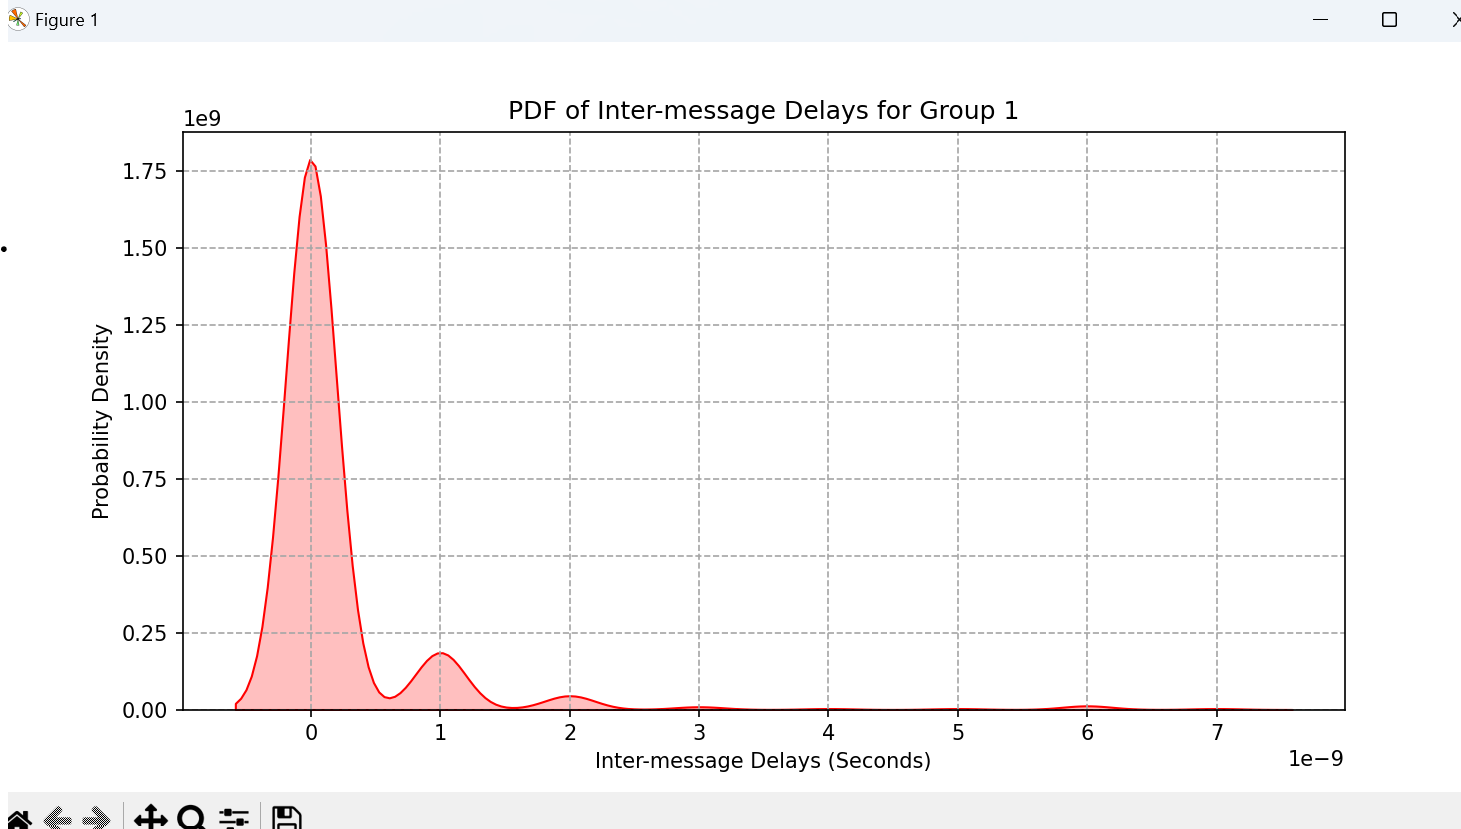 Figure 1
PDF of Inter-message Delays for Group 1
1e9
1.75
1.50
1.25
1.00
0.75
0.50
0.25
0.00
Probability Density
0 1 2 3 4 5 6 7
Inter-message Delays (Seconds)
1e−9